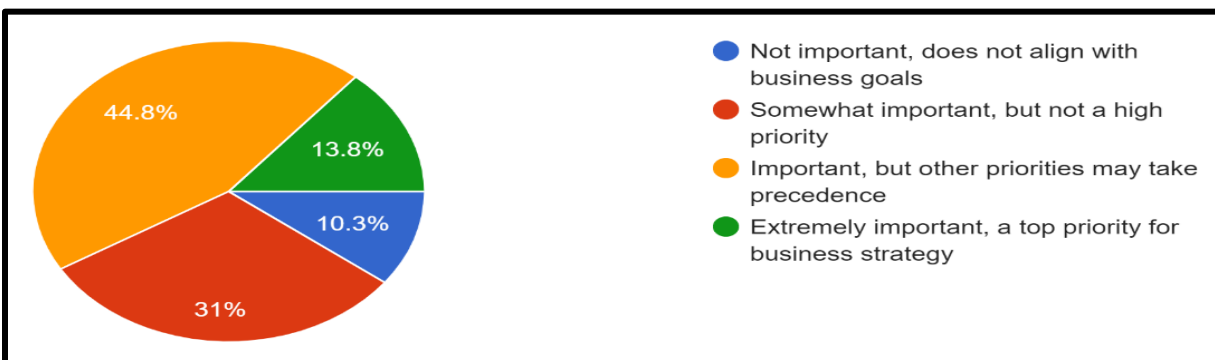 44.8%
13.8%
10.3%
31%
Not important, does not align with
business goals
Somewhat important, but not a high
priority
Important, but other priorities may take
precedence
Extremely important, a top priority for
business strategy